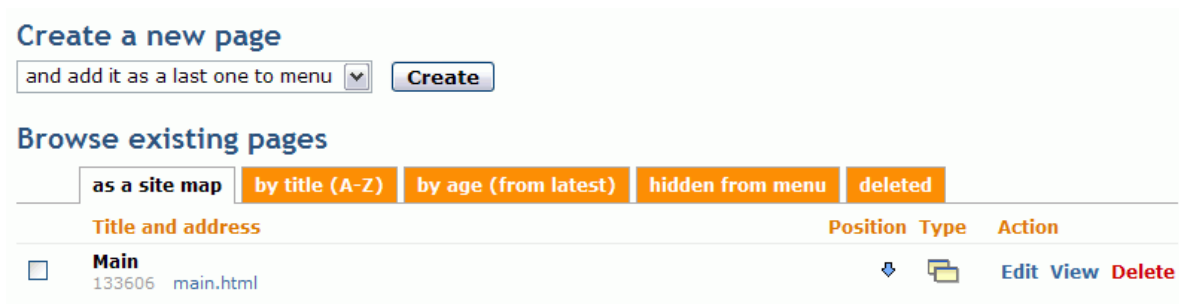 Create a new page
and add it as a last one to menu Create
Browse existing pages
as a site map by title (A-Z) by age (from latest) hidden from menu deleted
Title and address Position Type Action
Main
133606 main.html Edit View Delete